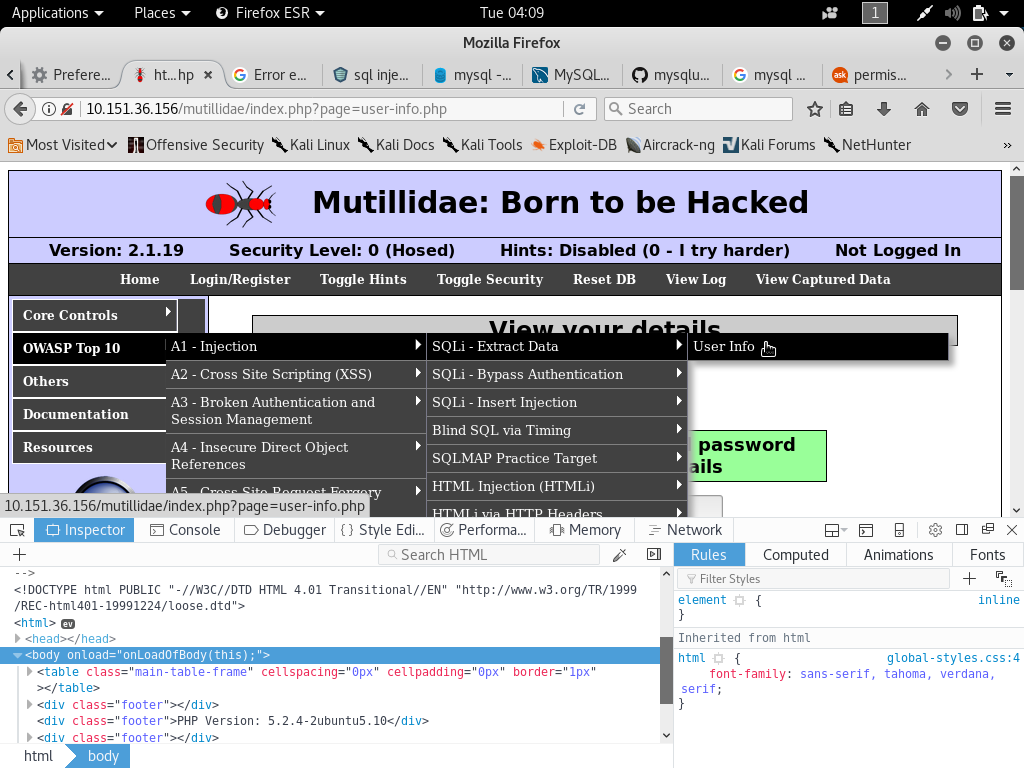 Applications Places Firefox ESR Tue 04:09 1
Mozilla Firefox
Prefere... ht...hp Error e... sql inje... mysql -... MySQL... mysqlu... mysql ... ask permis...
10.151.36.156/mutillidae/index.php?page=user-info.php Search
Most Visited Offensive Security Kali Linux Kali Docs Kali Tools Exploit-DB Aircrack-ng Kali Forums NetHunter »
Mutillidae: Born to be Hacked
Version: 2.1.19 Security Level: 0 (Hosed) Hints: Disabled (0 - I try harder) Not Logged In
Home Login/Register Toggle Hints Toggle Security Reset DB View Log View Captured Data
Core Controls
View your details
OWASP Top 10 A1 - Injection SQLi - Extract Data User Info
A2 - Cross Site Scripting (XSS) SQLi - Bypass Authentication
Others
A3 - Broken Authentication and SQLi - Insert Injection
Session Management
Documentation
Blind SQL via Timing
password
Resources A4 - Insecure Direct Object
References SQLMAP Practice Target
ails
A5 - Cross Site Request Forgery HTML Injection (HTMLi)
HTMLi via HTTP Headers
10.151.36.156/mutillidae/index.php?page=user-info.php
Inspector Console Debugger Style Edi... Performa... Memory Network
Search HTML Rules Computed Animations Fonts
Filter Styles
-->
<!DOCTYPE html PUBLIC "-//W3C//DTD HTML 4.01 Transitional//EN" "http://www.w3.org/TR/1999
/REC-html401-19991224/loose.dtd">
<html> ev
<head></head>
<body onload="onLoadOfBody(this);">
<table class="main-table-frame" cellspacing="0px" cellpadding="0px" border="1px"
></table>
<div class="footer"></div>
<div class="footer">PHP Version: 5.2.4-2ubuntu5.10</div>
<div class="footer"></div>
html body
element { inline
}
Inherited from html
html { global-styles.css:4
font-family: sans-serif, tahoma, verdana,
serif;
}